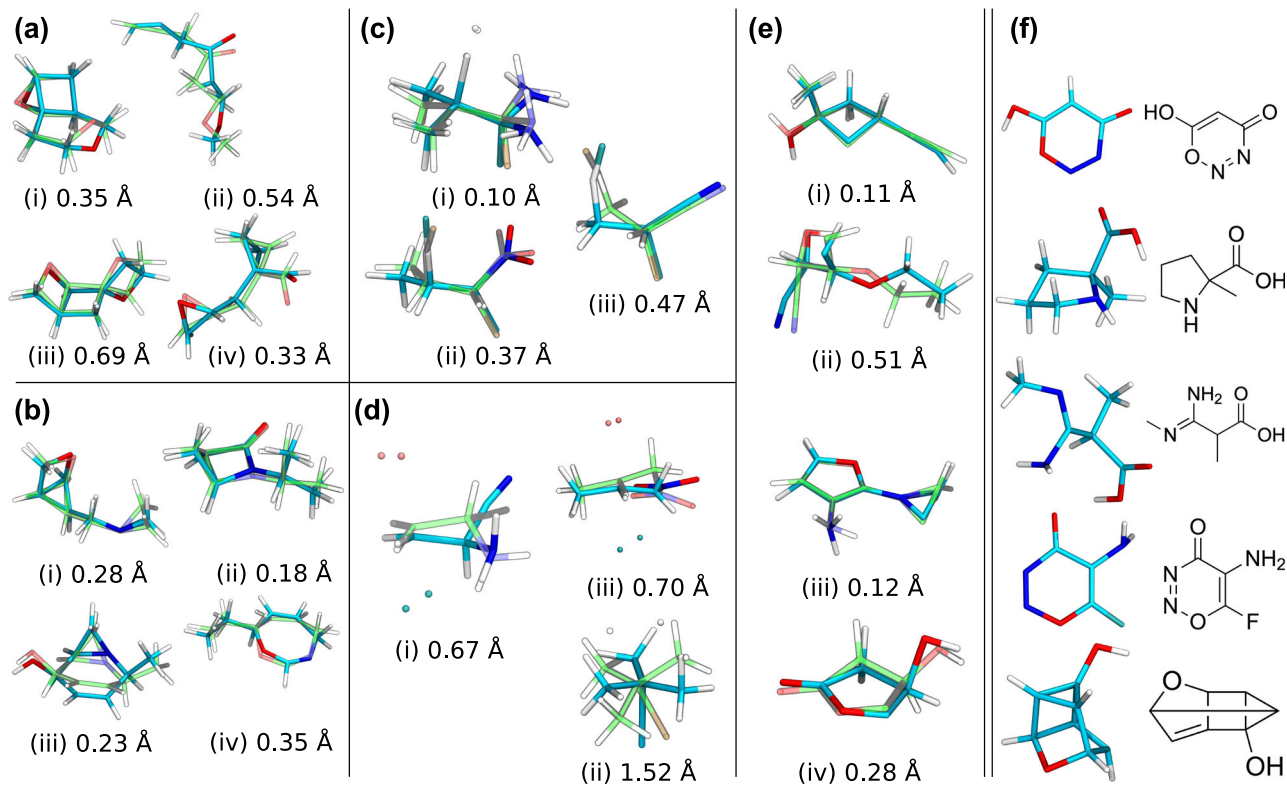 (a)
(i) 0.35 Å
(ii) 0.54 Å
(iii) 0.69 Å
(iv) 0.33 Å
(b)
(i) 0.28 Å
(ii) 0.18 Å
(iii) 0.23 Å
(iv) 0.35 Å
(c)
(i) 0.10 Å
(ii) 0.37 Å
(iii) 0.47 Å
(d)
(i) 0.67 Å
(iii) 0.70 Å
(ii) 1.52 Å
(e)
(i) 0.11 Å
(ii) 0.51 Å
(iii) 0.12 Å
(iv) 0.28 Å
(f)
HO
O
O
N
N
O
OH
NH
NH2
O
N
OH
O
NH2
N
N
O
F
O
OH